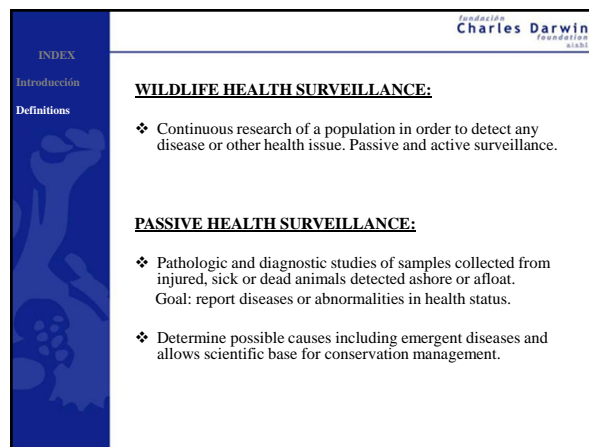 fundación
Charles Darwin
foundation
aisbl
INDEX
Introducción
Definitions
WILDLIFE HEALTH SURVEILLANCE:
❖ Continuous research of a population in order to detect any
disease or other health issue. Passive and active surveillance.
PASSIVE HEALTH SURVEILLANCE:
❖ Pathologic and diagnostic studies of samples collected from
injured, sick or dead animals detected ashore or afloat.
Goal: report diseases or abnormalities in health status.
❖ Determine possible causes including emergent diseases and
allows scientific base for conservation management.